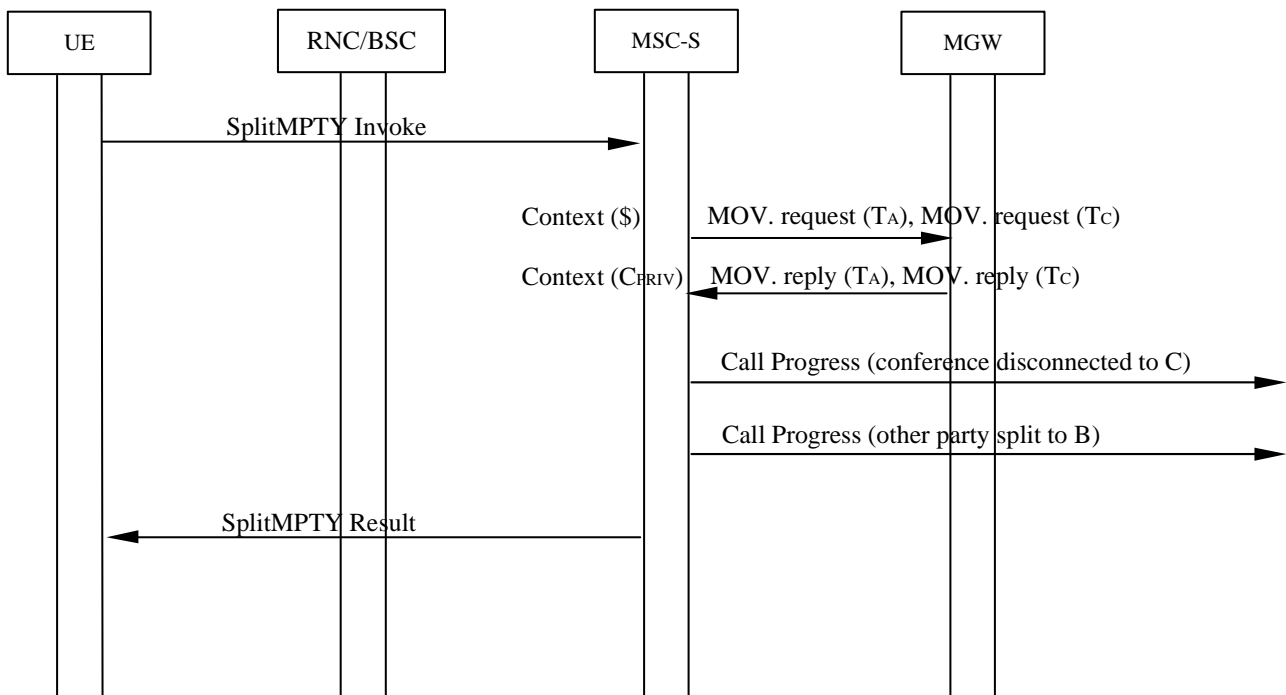 UE
RNC/BSC
MSC-S
MGW
SplitMPTY Invoke
Context ($) MOV. request (TA), MOV. request (TC)
Context (CPRIV) MOV. reply (TA), MOV. reply (TC)
Call Progress (conference disconnected to C)
Call Progress (other party split to B)
SplitMPTY Result